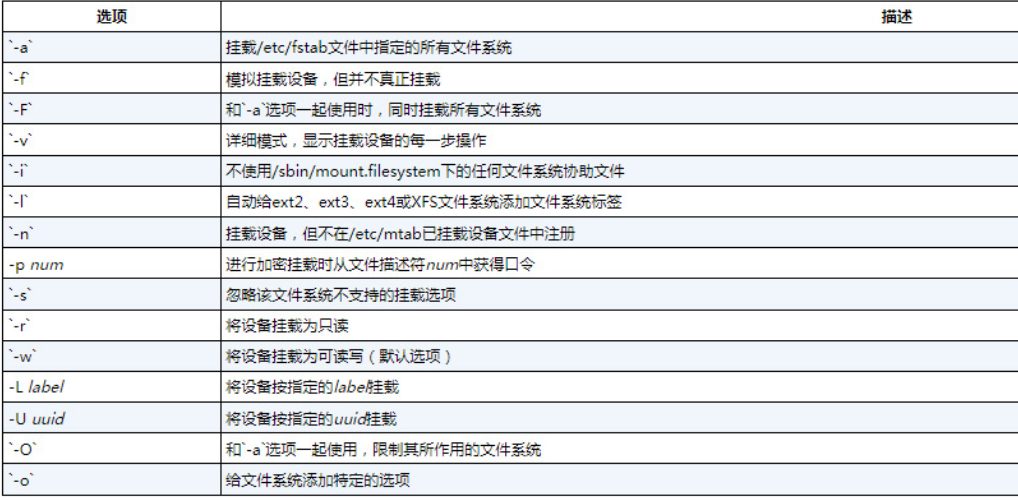 选项 描述
`-a` 挂载/etc/fstab文件中指定的所有文件系统
`-f` 模拟挂载设备，但并不真正挂载
`-F` 和`-a`选项一起使用时，同时挂载所有文件系统
`-v` 详细模式，显示挂载设备的每一步操作
`-i` 不使用/sbin/mount.filesystem下的任何文件系统协助文件
`-l` 自动给ext2、ext3、ext4或XFS文件系统添加文件系统标签
`-n` 挂载设备，但不在/etc/mtab已挂载设备文件中注册
-p num 进行加密挂载时从文件描述符num中获得口令
`-s` 忽略该文件系统不支持的挂载选项
`-r` 将设备挂载为只读
`-w` 将设备挂载为可读写（默认选项）
-L label 将设备按指定的label挂载
-U uuid 将设备按指定的uuid挂载
`-O` 和`-a`选项一起使用，限制其所作用的文件系统
`-o` 给文件系统添加特定的选项